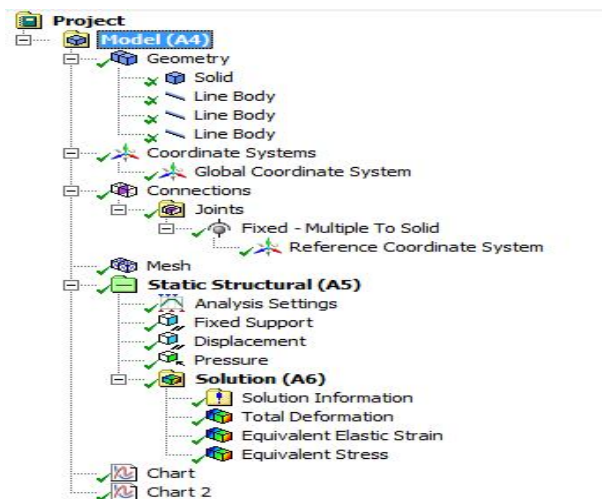 Project
Model (A4)
Geometry
Solid
Line Body
Line Body
Line Body
Coordinate Systems
Global Coordinate System
Connections
Joints
Fixed - Multiple To Solid
Reference Coordinate System
Mesh
Static Structural (A5)
Analysis Settings
Fixed Support
Displacement
Pressure
Solution (A6)
Solution Information
Total Deformation
Equivalent Elastic Strain
Equivalent Stress
Chart
Chart 2